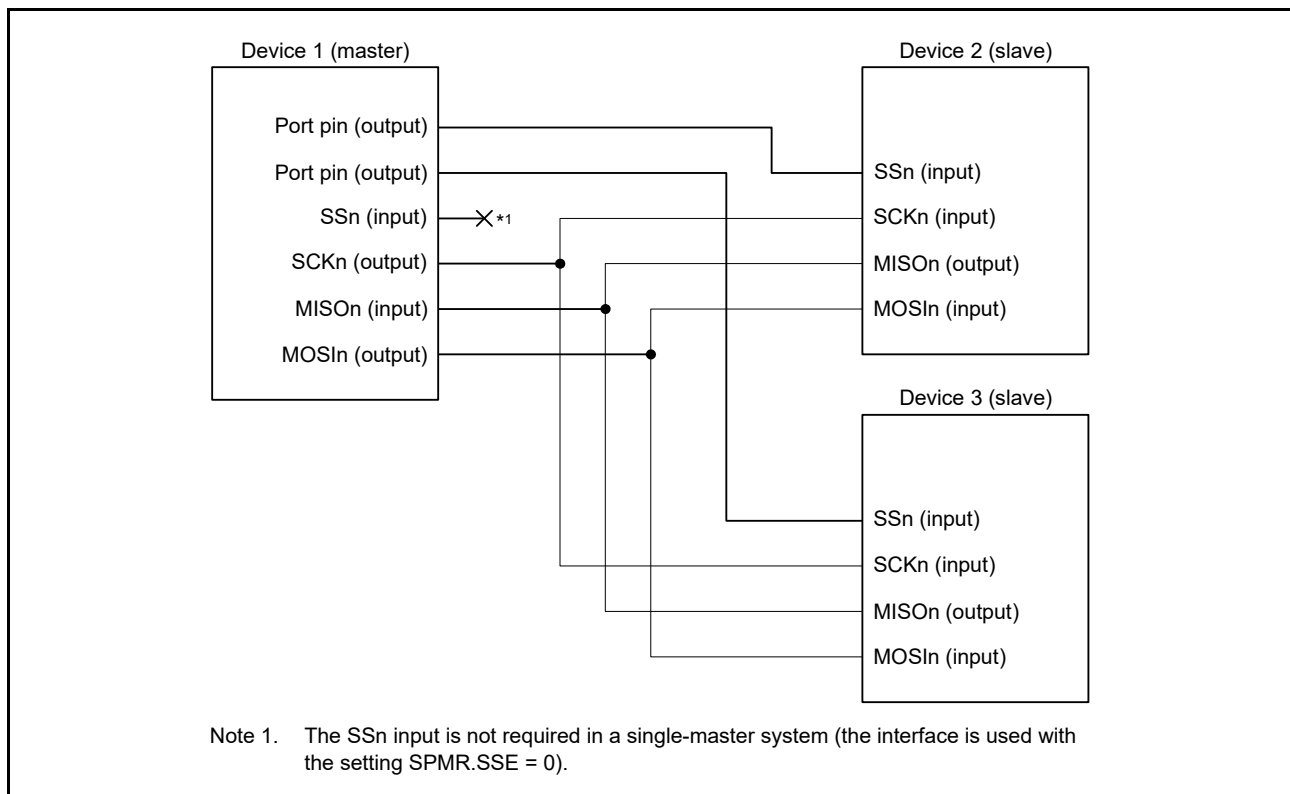 Device 1 (master)
Port pin (output)
Port pin (output)
SSn (input)
*1
SCKn (output)
MISOn (input)
MOSIn (output)
Device 2 (slave)
SSn (input)
SCKn (input)
MISOn (output)
MOSIn (input)
Device 3 (slave)
SSn (input)
SCKn (input)
MISOn (output)
MOSIn (input)
Note 1. The SSn input is not required in a single-master system (the interface is used with
the setting SPMR.SSE = 0).